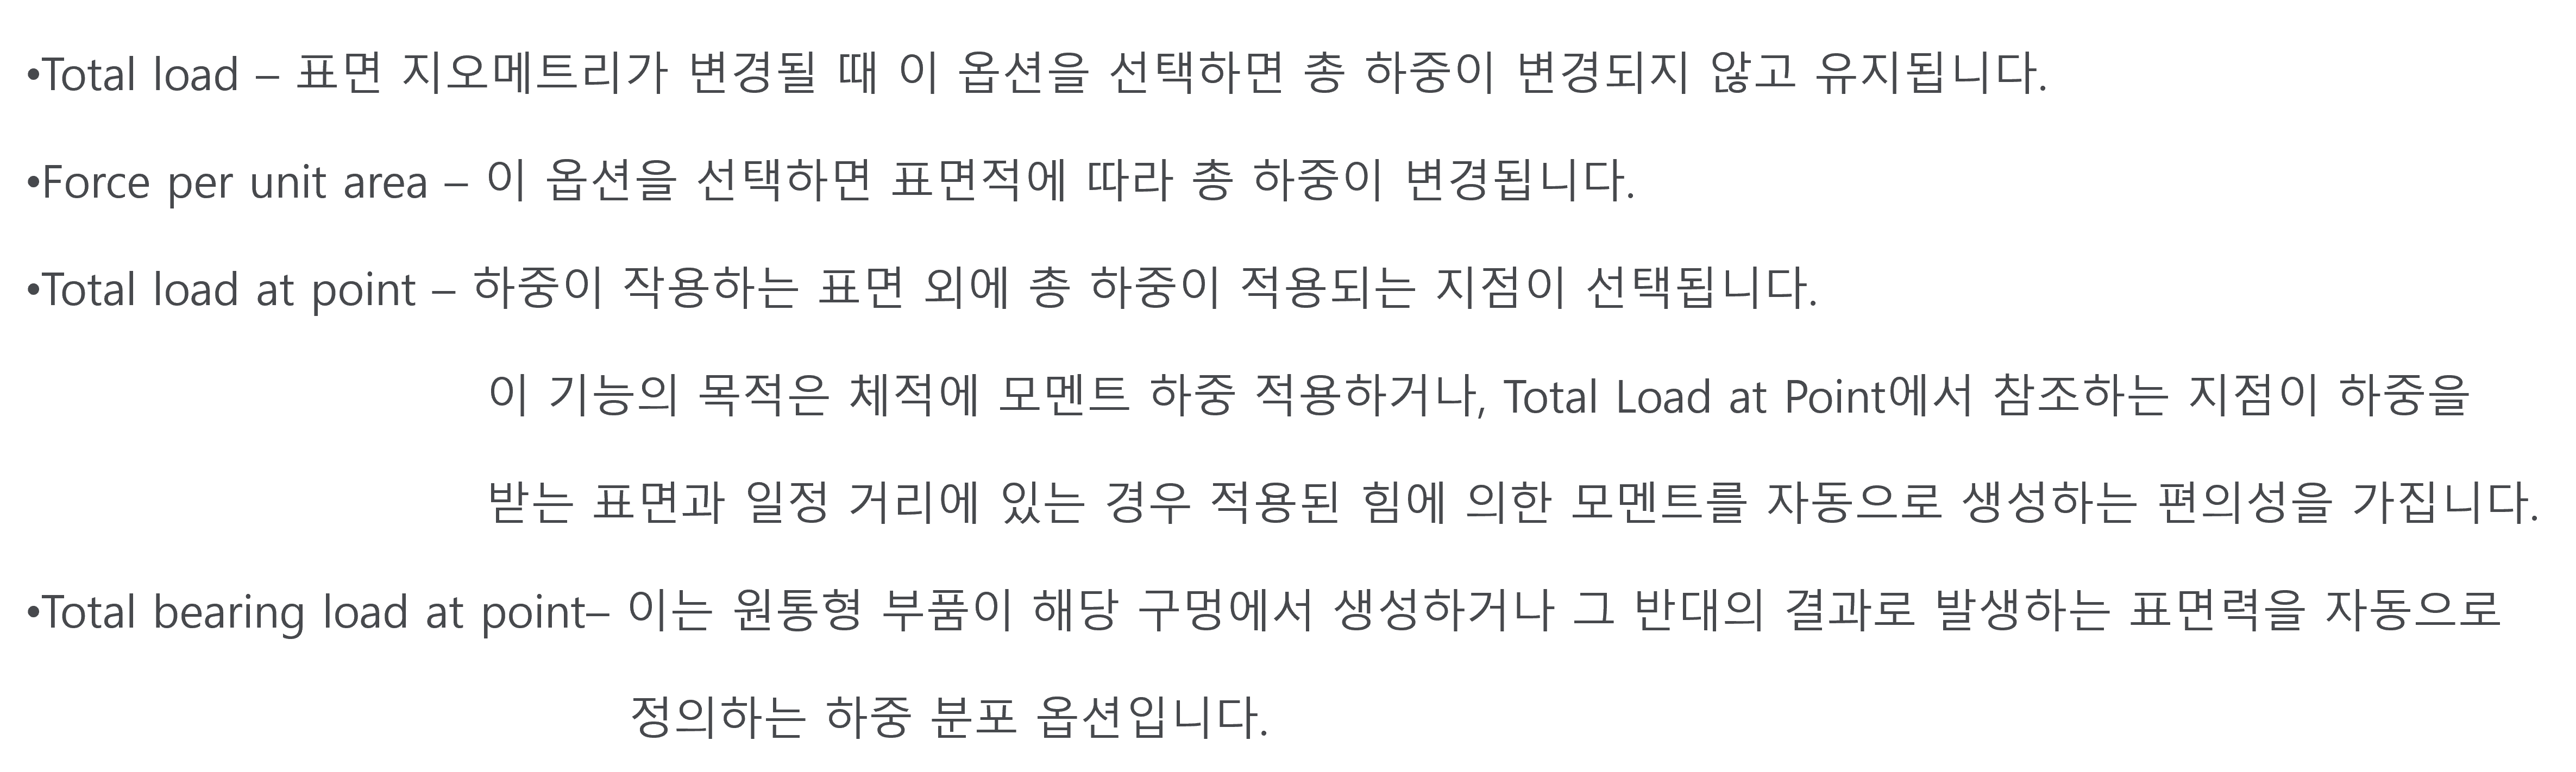 •Total load – 표면 지오메트리가 변경될 때 이 옵션을 선택하면 총 하중이 변경되지 않고 유지됩니다.
•Force per unit area – 이 옵션을 선택하면 표면적에 따라 총 하중이 변경됩니다.
•Total load at point – 하중이 작용하는 표면 외에 총 하중이 적용되는 지점이 선택됩니다.
이 기능의 목적은 체적에 모멘트 하중 적용하거나, Total Load at Point에서 참조하는 지점이 하중을
받는 표면과 일정 거리에 있는 경우 적용된 힘에 의한 모멘트를 자동으로 생성하는 편의성을 가집니다.
•Total bearing load at point– 이는 원통형 부품이 해당 구멍에서 생성하거나 그 반대의 결과로 발생하는 표면력을 자동으로
정의하는 하중 분포 옵션입니다.